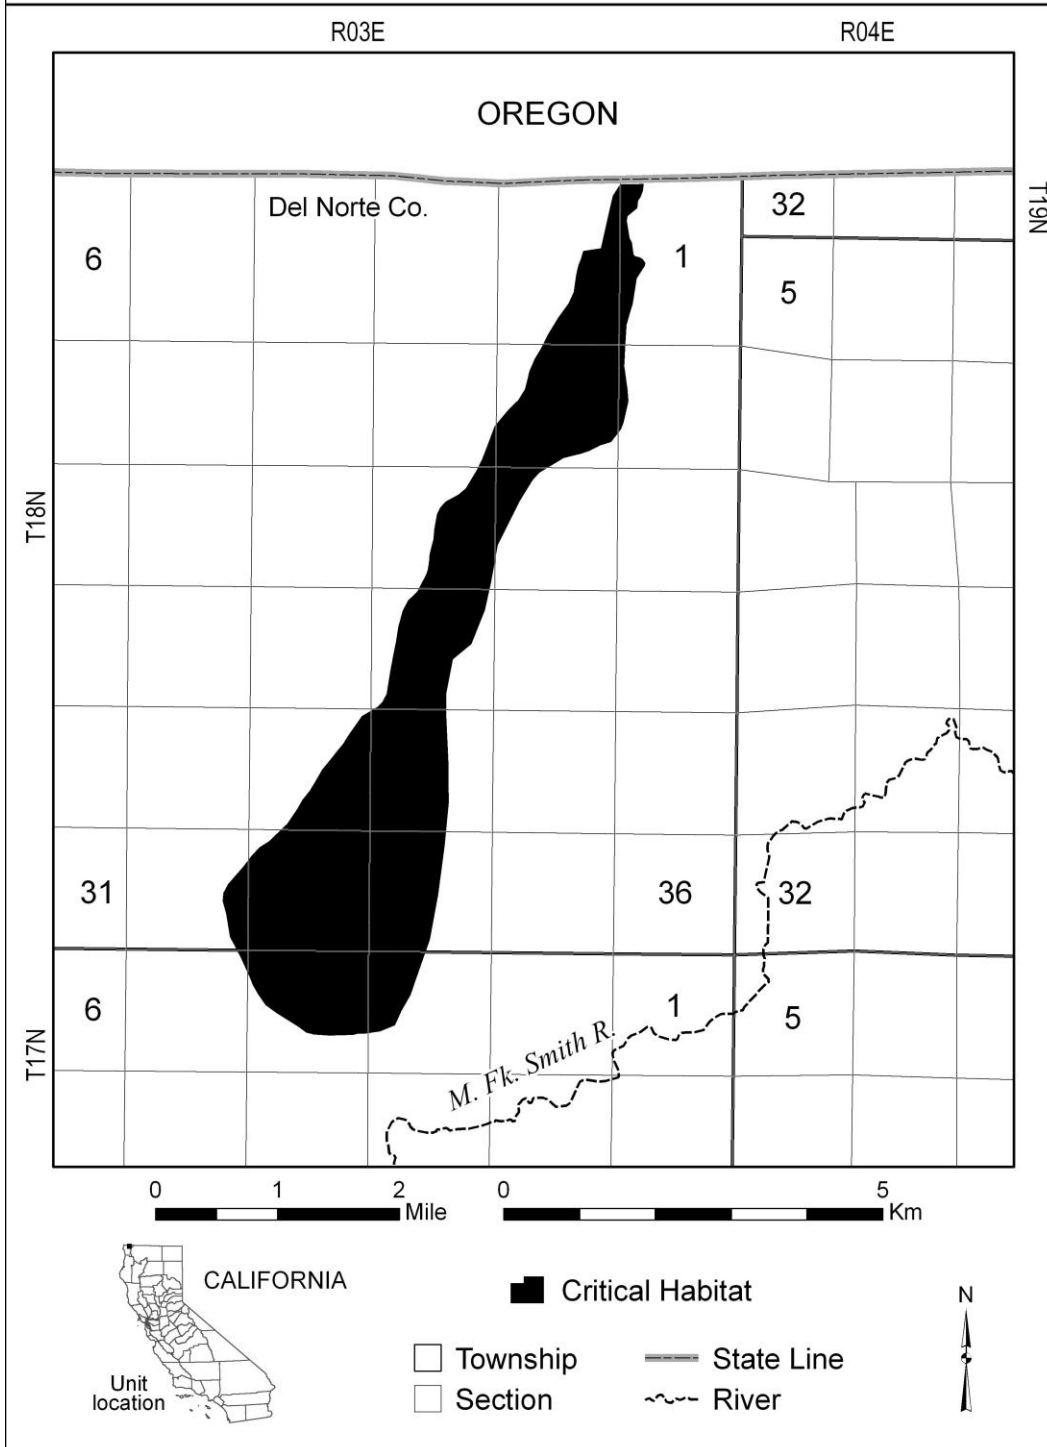 R03E R04E
OREGON
Del Norte Co.
32
T19N
6
1
5
T18N
31
36
32
6
1
5
T17N
M. Fk. Smith R.
0 1 2 Mile
0 5 Km
CALIFORNIA
Unit
location
Critical Habitat
Township
State Line
Section
River
N